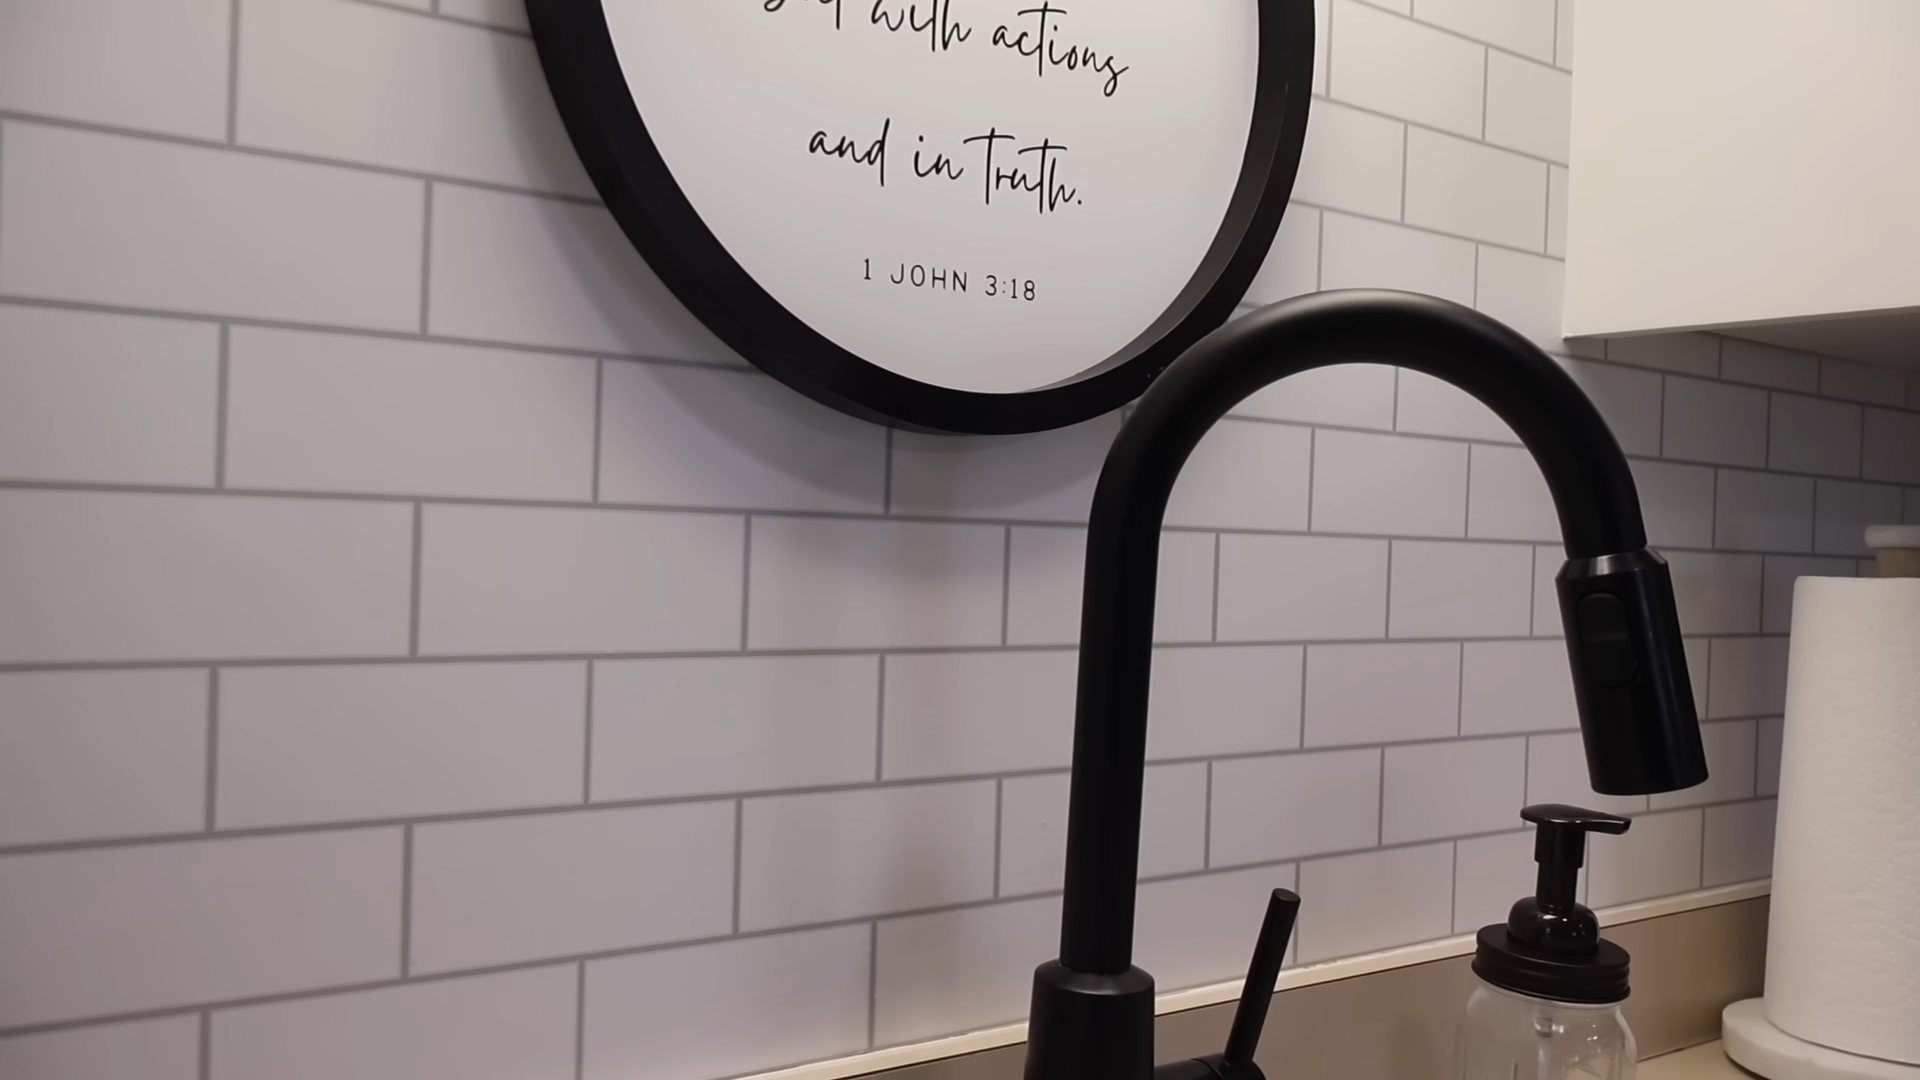 with actions
and in truth.
1 JOHN 3:18